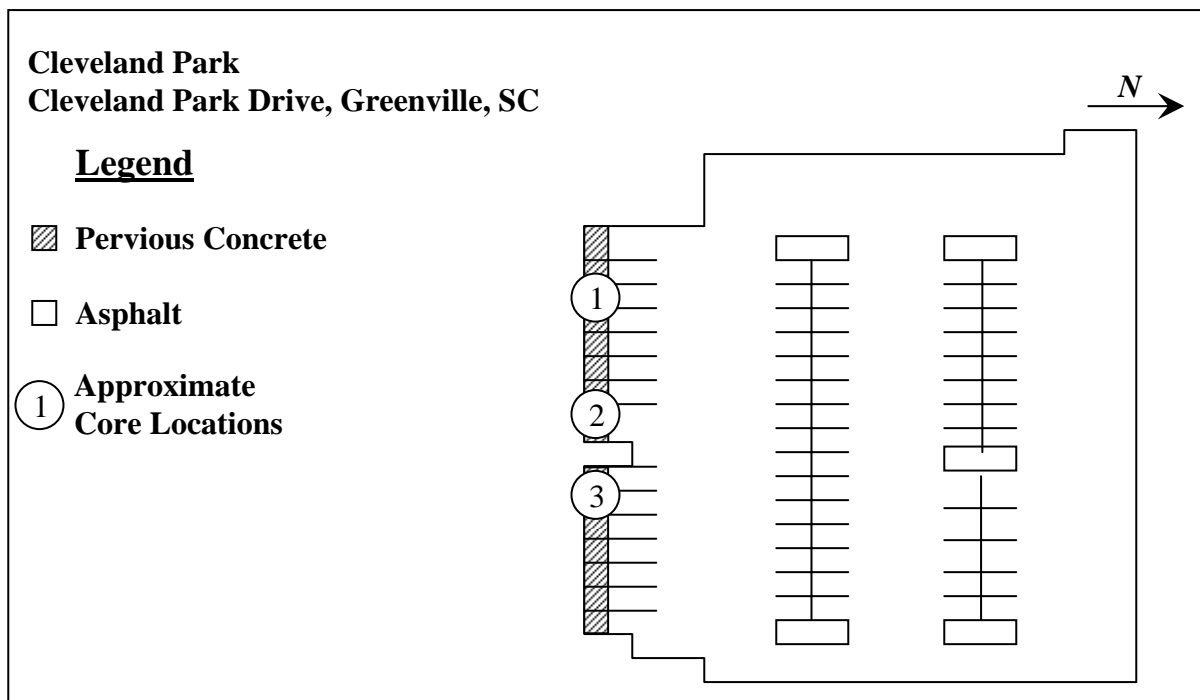 Cleveland Park
Cleveland Park Drive, Greenville, SC
N
Legend
Pervious Concrete
Asphalt
1
Approximate
Core Locations
1
2
3